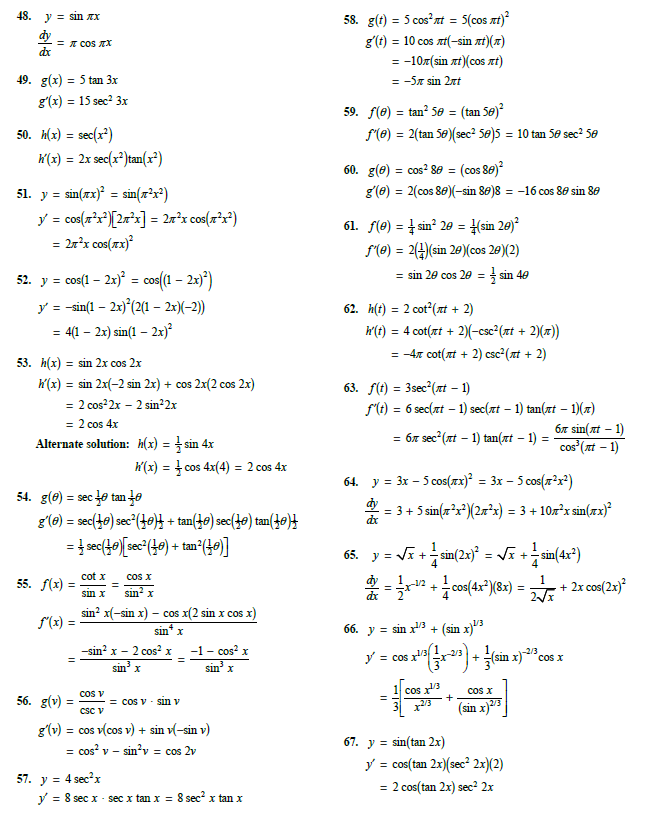 48. y = sin πx
dy/dx = π cos πx
49. g(x) = 5 tan 3x
g′(x) = 15 sec² 3x
50. h(x) = sec(x²)
h′(x) = 2x sec(x²)tan(x²)
51. y = sin(πx)² = sin(π²x²)
y′ = cos(π²x²)[2π²x] = 2π²x cos(π²x²)
= 2π²x cos(πx)²
52. y = cos(1 − 2x)² = cos((1 − 2x)²)
y′ = −sin(1 − 2x)²(2(1 − 2x)(−2))
= 4(1 − 2x) sin(1 − 2x)²
53. h(x) = sin 2x cos 2x
h′(x) = sin 2x(−2 sin 2x) + cos 2x(2 cos 2x)
= 2 cos² 2x − 2 sin² 2x
= 2 cos 4x
Alternate solution: h(x) = ½ sin 4x
h′(x) = ½ cos 4x(4) = 2 cos 4x
54. g(θ) = sec ½θ tan ½θ
g′(θ) = sec(½θ) sec²(½θ)½ + tan(½θ) sec(½θ) tan(½θ)½
= ½ sec(½θ)[sec²(½θ) + tan²(½θ)]
55. f(x) = cot x / sin x = cos x / sin² x
f′(x) = (sin² x(−sin x) − cos x(2 sin x cos x)) / sin⁴ x
= (−sin² x − 2 cos² x) / sin³ x = (−1 − cos² x) / sin³ x
56. g(v) = cos v / csc v = cos v · sin v
g′(v) = cos v(cos v) + sin v(−sin v)
= cos² v − sin² v = cos 2v
57. y = 4 sec² x
y′ = 8 sec x · sec x tan x = 8 sec² x tan x
58. g(t) = 5 cos² πt = 5(cos πt)²
g′(t) = 10 cos πt(−sin πt)(π)
= −10π(sin πt)(cos πt)
= −5π sin 2πt
59. f(θ) = tan² 5θ = (tan 5θ)²
f′(θ) = 2(tan 5θ)(sec² 5θ)5 = 10 tan 5θ sec² 5θ
60. g(θ) = cos² 8θ = (cos 8θ)²
g′(θ) = 2(cos 8θ)(−sin 8θ)8 = −16 cos 8θ sin 8θ
61. f(θ) = ¼ sin² 2θ = ¼(sin 2θ)²
f′(θ) = 2(¼)(sin 2θ)(cos 2θ)(2)
= sin 2θ cos 2θ = ½ sin 4θ
62. h(t) = 2 cot²(πt + 2)
h′(t) = 4 cot(πt + 2)(−csc²(πt + 2)(π))
= −4π cot(πt + 2) csc²(πt + 2)
63. f(t) = 3sec²(πt − 1)
f′(t) = 6 sec(πt − 1) sec(πt − 1) tan(πt − 1)(π)
= 6π sec²(πt − 1) tan(πt − 1) = 6π sin(πt − 1) / cos³(πt − 1)
64. y = 3x − 5 cos(πx)² = 3x − 5 cos(π²x²)
dy/dx = 3 + 5 sin(π²x²)(2π²x) = 3 + 10π²x sin(πx)²
65. y = √x + 1/4 sin(2x)² = √x + 1/4 sin(4x²)
dy/dx = 1/2 x^(−1/2) + 1/4 cos(4x²)(8x) = 1/(2√x) + 2x cos(2x)²
66. y = sin x^(1/3) + (sin x)^(1/3)
y′ = cos x^(1/3)(1/3 x^(−2/3)) + 1/3(sin x)^(−2/3) cos x
= 1/3[cos x^(1/3) / x^(2/3) + cos x / (sin x)^(2/3)]
67. y = sin(tan 2x)
y′ = cos(tan 2x)(sec² 2x)(2)
= 2 cos(tan 2x) sec² 2x